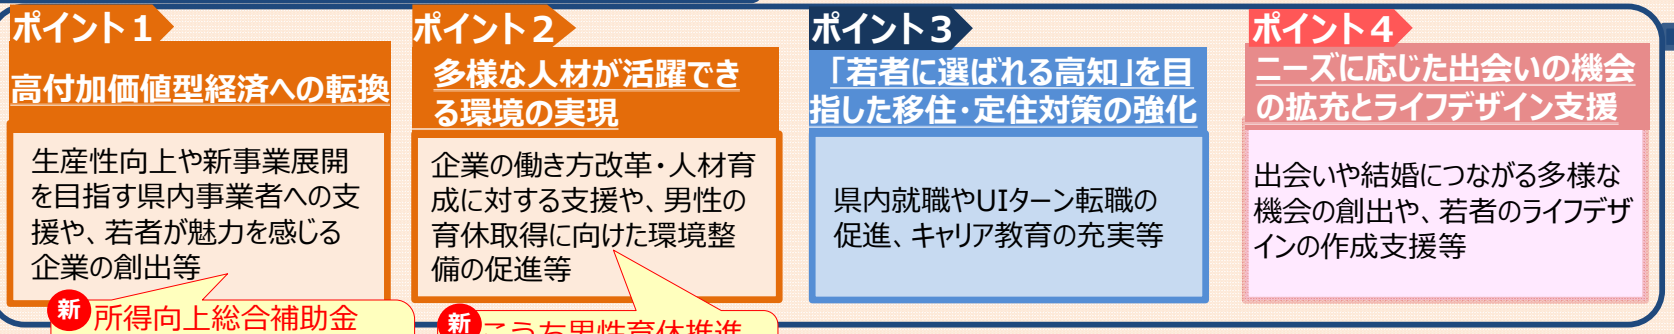 ポイント1
高付加価値型経済への転換
生産性向上や新事業展開
を目指す県内事業者への支
援や、若者が魅力を感じる
企業の創出等
新 所得向上総合補助金
ポイント2
多様な人材が活躍でき
る環境の実現
企業の働き方改革・人材育
成に対する支援や、男性の
育休取得に向けた環境整
備の促進等
新 こうち男性育休推進
ポイント3
「若者に選ばれる高知」を目
指した移住・定住対策の強化
県内就職やUIターン転職の
促進、キャリア教育の充実等
ポイント4
ニーズに応じた出会いの機会
の拡充とライフデザイン支援
出会いや結婚につながる多様な
機会の創出や、若者のライフデザ
インの作成支援等